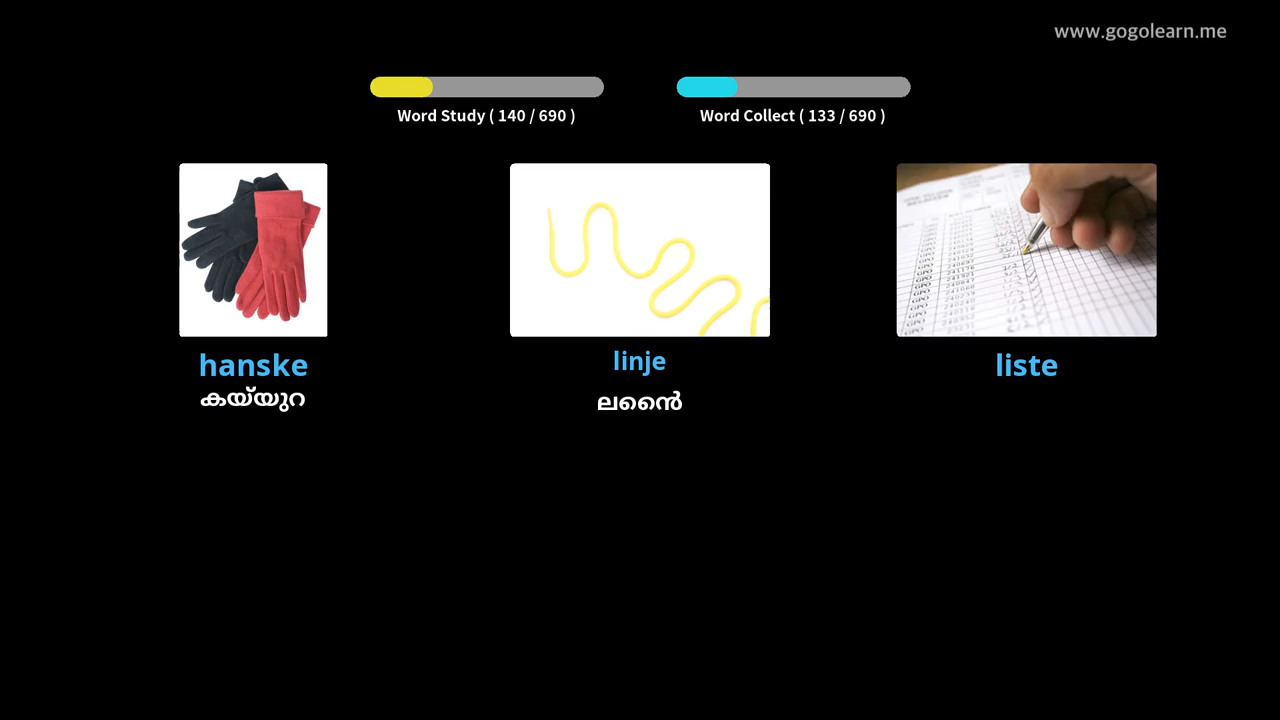 www.gogolearn.me
Word Study ( 140 / 690 )
Word Collect ( 133 / 690 )
hanske
കയ്യുറ
linje
ലൈൻ
liste